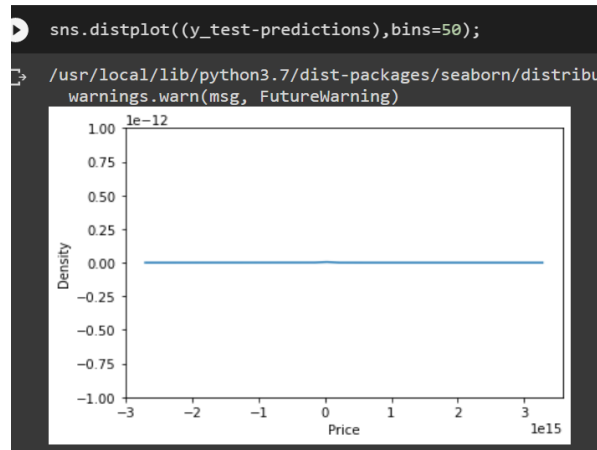 sns.distplot((y_test-predictions),bins=50);
/usr/local/lib/python3.7/dist-packages/seaborn/distribu
warnings.warn(msg, FutureWarning)
1e−12
1.00
0.75
0.50
0.25
0.00
−0.25
−0.50
−0.75
−1.00
Density
−3 −2 −1 0 1 2 3
1e15
Price